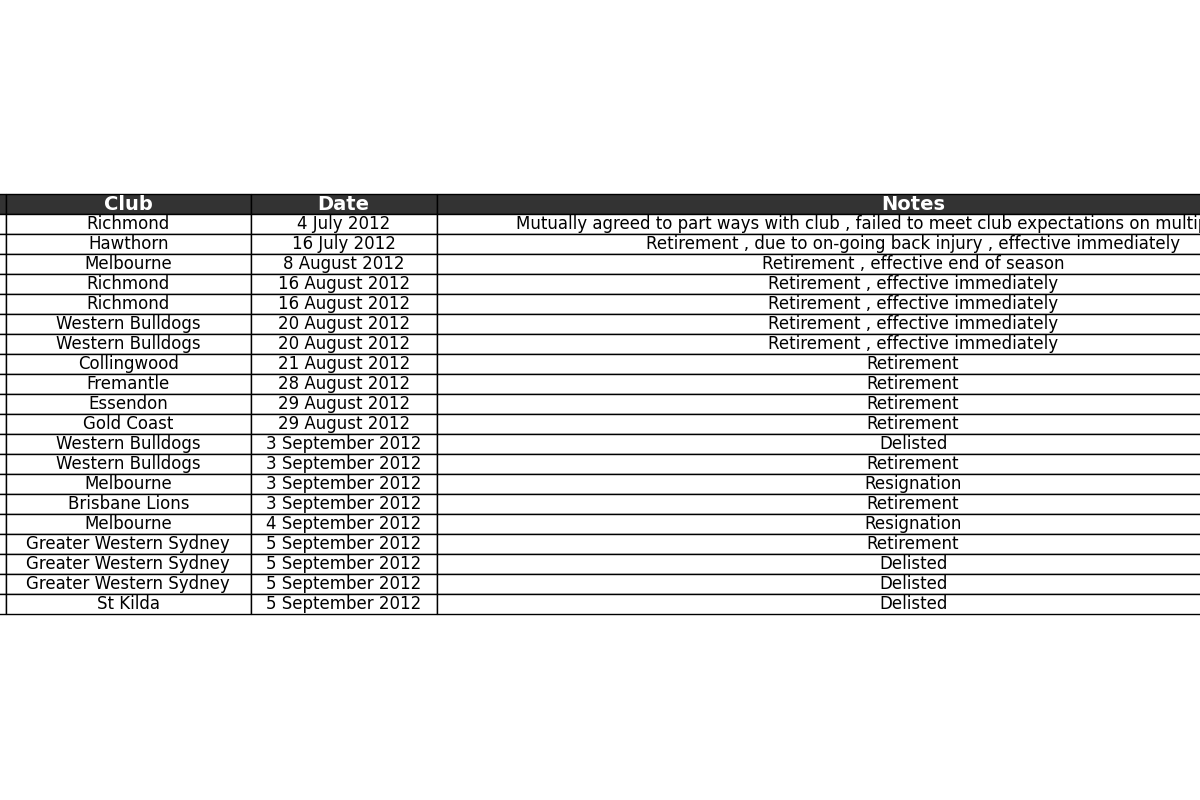 Club Date Notes
Richmond 4 July 2012 Mutually agreed to part ways with club , failed to meet club expectations on
Hawthorn 16 July 2012 Retirement , due to on-going back injury , effective immediately
Melbourne 8 August 2012 Retirement , effective end of season
Richmond 16 August 2012 Retirement , effective immediately
Richmond 16 August 2012 Retirement , effective immediately
Western Bulldogs 20 August 2012 Retirement , effective immediately
Western Bulldogs 20 August 2012 Retirement , effective immediately
Collingwood 21 August 2012 Retirement
Fremantle 28 August 2012 Retirement
Essendon 29 August 2012 Retirement
Gold Coast 29 August 2012 Retirement
Western Bulldogs 3 September 2012 Delisted
Western Bulldogs 3 September 2012 Retirement
Melbourne 3 September 2012 Resignation
Brisbane Lions 3 September 2012 Retirement
Melbourne 4 September 2012 Resignation
Greater Western Sydney 5 September 2012 Retirement
Greater Western Sydney 5 September 2012 Delisted
Greater Western Sydney 5 September 2012 Delisted
St Kilda 5 September 2012 Delisted